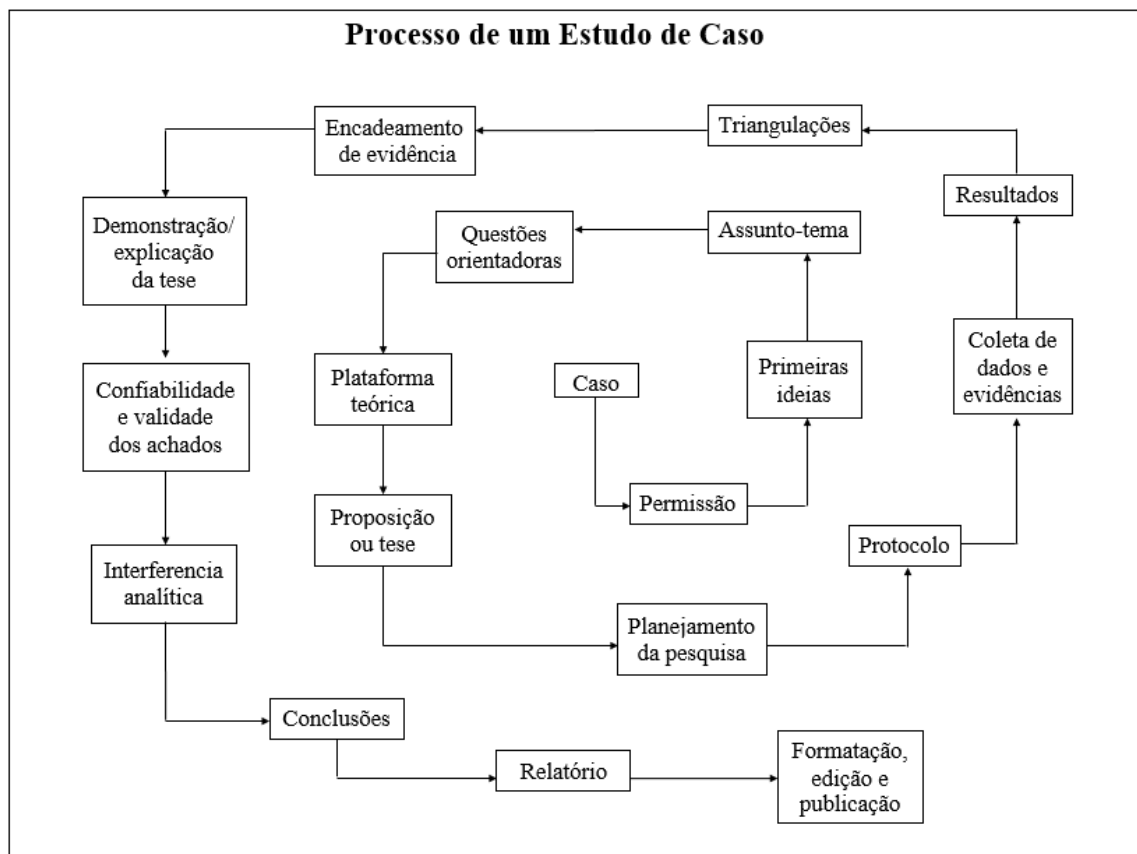 Processo de um Estudo de Caso
Encadeamento
de evidência
Triangulações
Resultados
Demonstração/
explicação
da tese
Questões
orientadoras
Assunto-tema
Coleta de
dados e
evidências
Plataforma
teórica
Caso
Primeiras
ideias
Confiabilidade
e validade
dos achados
Permissão
Proposição
ou tese
Protocolo
Interferencia
analítica
Planejamento
da pesquisa
Conclusões
Relatório
Formatação,
edição e
publicação